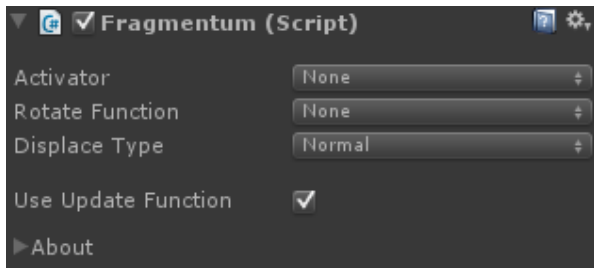 Fragmentum (Script)
Activator None
Rotate Function None
Displace Type Normal
Use Update Function
About